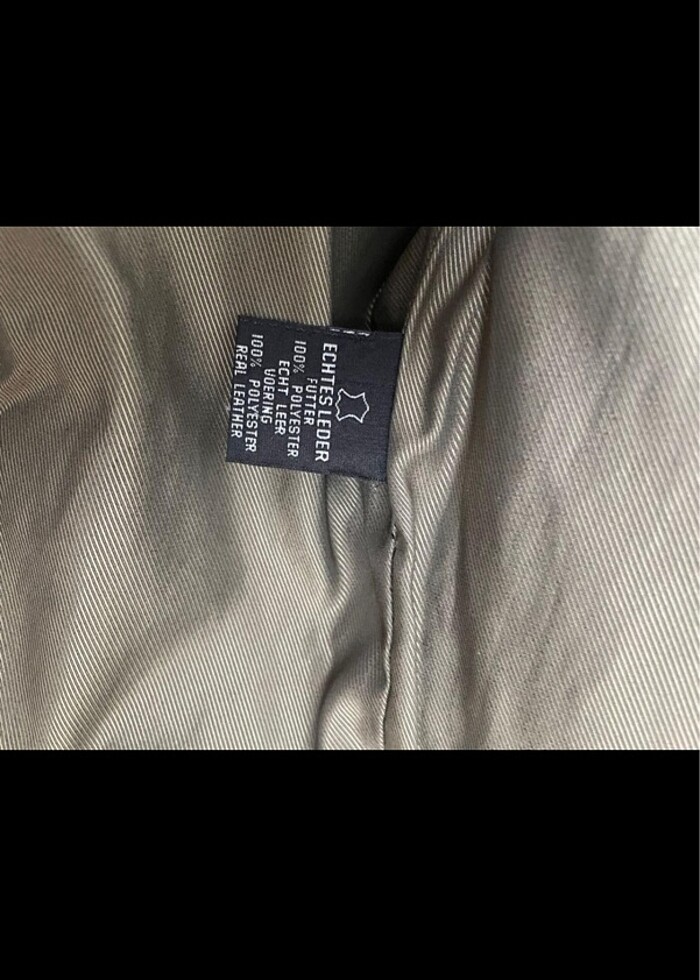 ECHTES LEDER
FUTTER
100% POLYESTER
ECHT LEER
VOERING
100% POLYESTER
REAL LEATHER